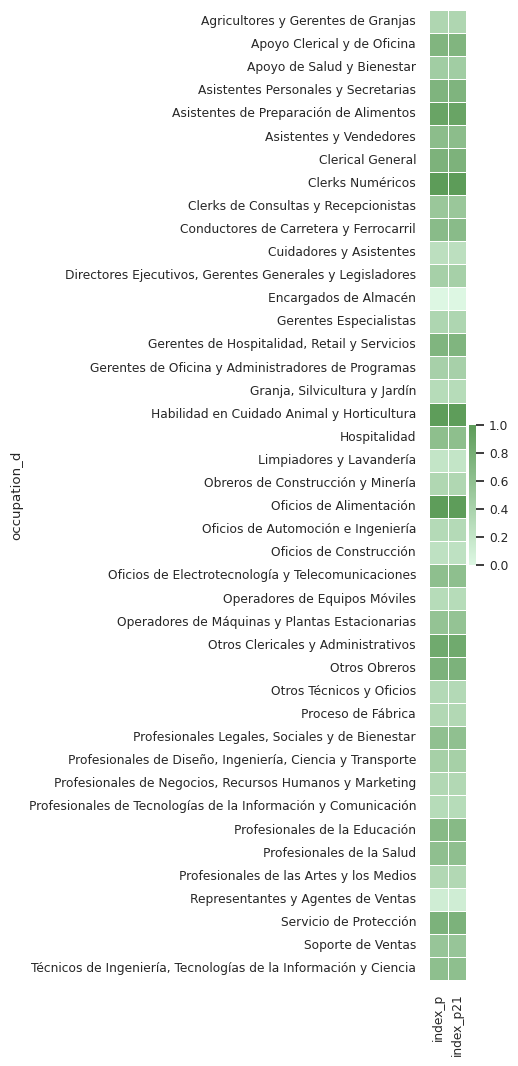 Agricultores y Gerentes de Granjas
Apoyo Clerical y de Oficina
Apoyo de Salud y Bienestar
Asistentes Personales y Secretarias
Asistentes de Preparación de Alimentos
Asistentes y Vendedores
Clerical General
Clerks Numéricos
Clerks de Consultas y Recepcionistas
Conductores de Carretera y Ferrocarril
Cuidadores y Asistentes
Directores Ejecutivos, Gerentes Generales y Legisladores
Encargados de Almacén
Gerentes Especialistas
Gerentes de Hospitalidad, Retail y Servicios
Gerentes de Oficina y Administradores de Programas
Granja, Silvicultura y Jardín
Habilidad en Cuidado Animal y Horticultura
Hospitalidad
Limpiadores y Lavandería
Obreros de Construcción y Minería
Oficios de Alimentación
Oficios de Automoción e Ingeniería
Oficios de Construcción
Oficios de Electrotecnología y Telecomunicaciones
Operadores de Equipos Móviles
Operadores de Máquinas y Plantas Estacionarias
Otros Clericales y Administrativos
Otros Obreros
Otros Técnicos y Oficios
Proceso de Fábrica
Profesionales Legales, Sociales y de Bienestar
Profesionales de Diseño, Ingeniería, Ciencia y Transporte
Profesionales de Negocios, Recursos Humanos y Marketing
Profesionales de Tecnologías de la Información y Comunicación
Profesionales de la Educación
Profesionales de la Salud
Profesionales de las Artes y los Medios
Representantes y Agentes de Ventas
Servicio de Protección
Soporte de Ventas
Técnicos de Ingeniería, Tecnologías de la Información y Ciencia
occupation_d
index_p
index_p21
1.0
0.8
0.6
0.4
0.2
0.0